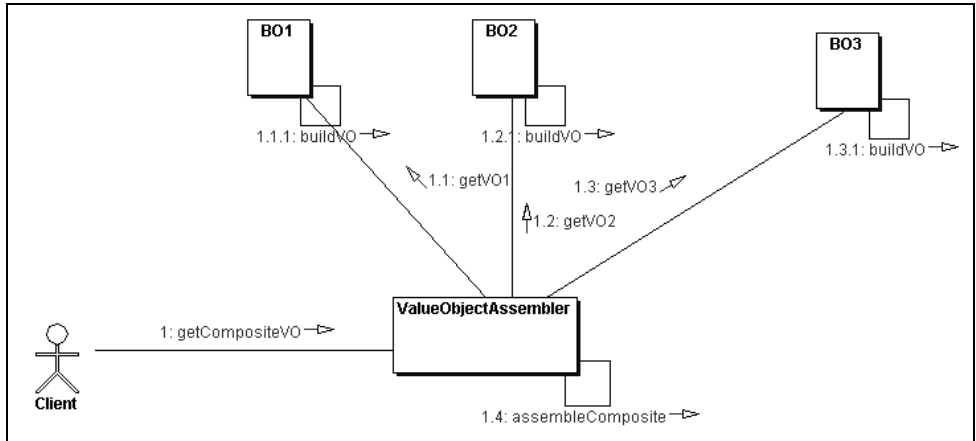 BO1
BO2
BO3
1.1.1: buildVO
1.2.1: buildVO
1.3.1: buildVO
1.1: getVO1
1.3: getVO3
1.2: getVO2
ValueObjectAssembler
1: getCompositeVO
Client
1.4: assembleComposite